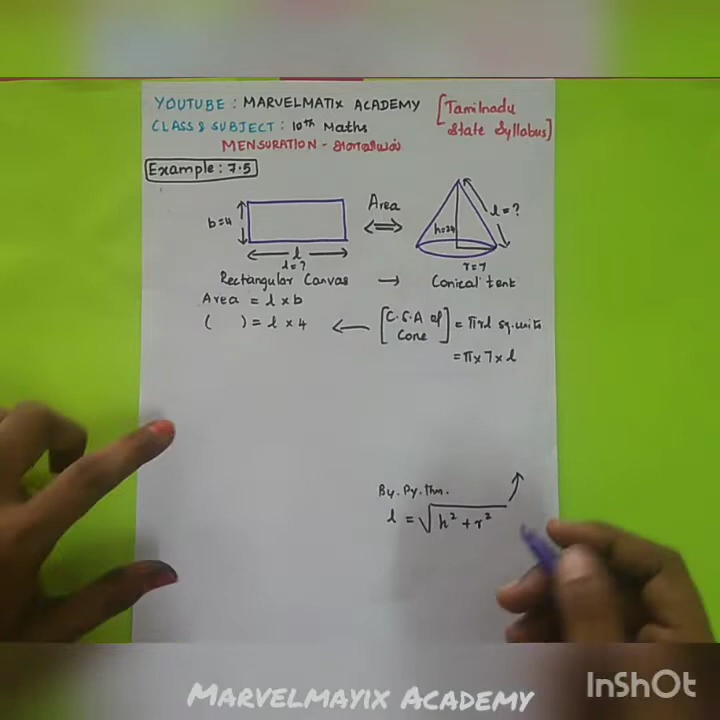 YOUTUBE : MARVELMATIX ACADEMY
CLASS & SUBJECT : 10th Maths
[Tamilnadu
State Syllabus]
MENSURATION - அளவியல்
Example : 7.5
b=4
l
l=?
Area
⟺
h=24
l=?
r=7
Rectangular Canvas → Conical tent
Area = l × b
( ) = l × 4 ← [C.S.A of Cone] = πrl sq.units
= π × 7 × l
By. Py. thm.
l = √h² + r²
MARVELMAYIX ACADEMY
InShOt